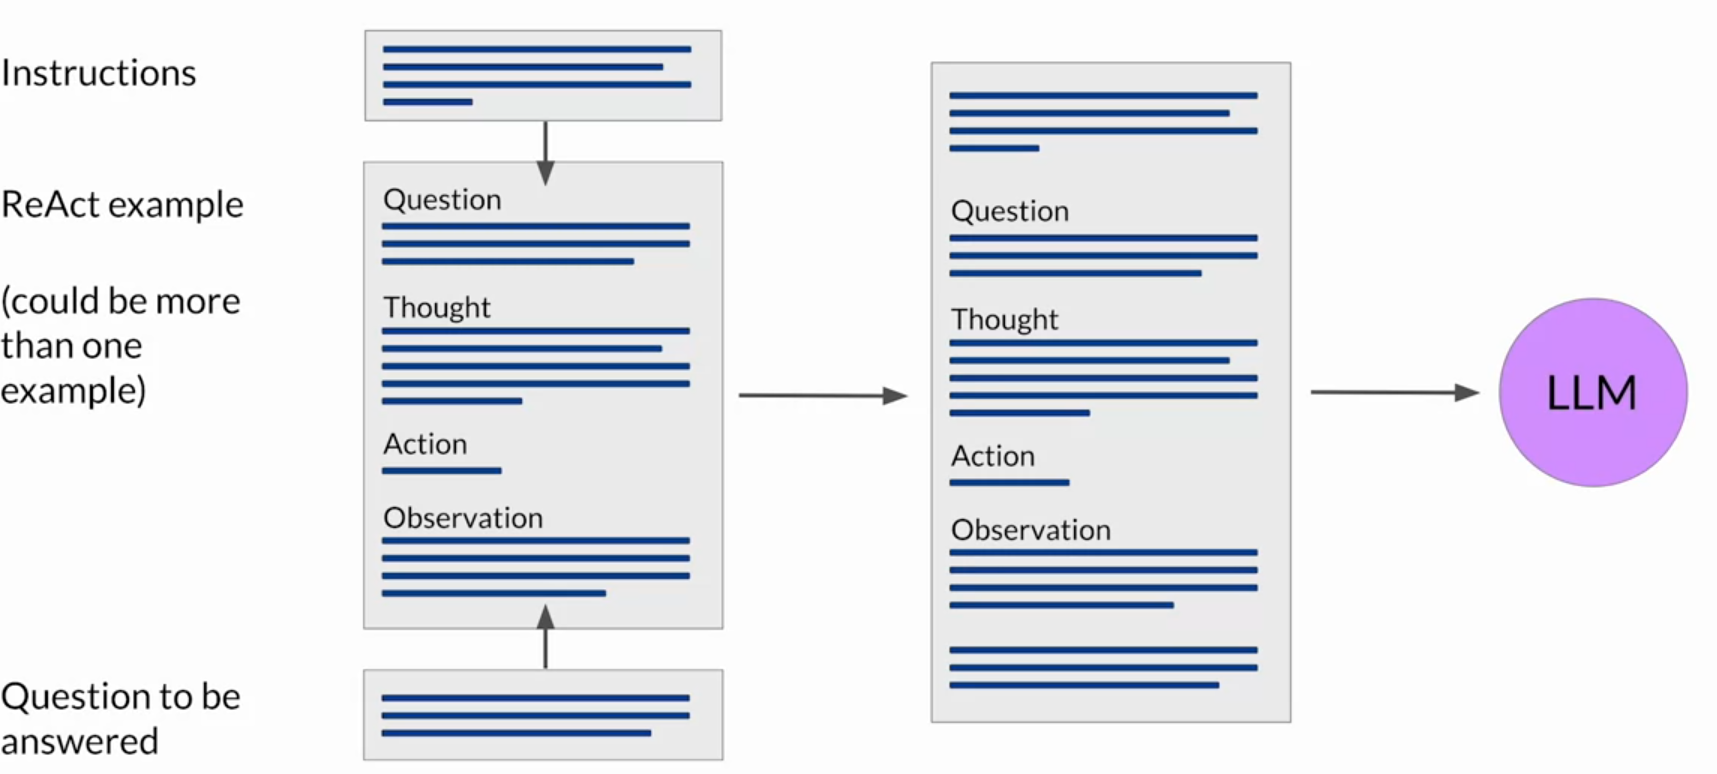 Instructions
ReAct example
(could be more
than one
example)
Question
Thought
Action
Observation
Question to be
answered
Question
Thought
Action
Observation
LLM